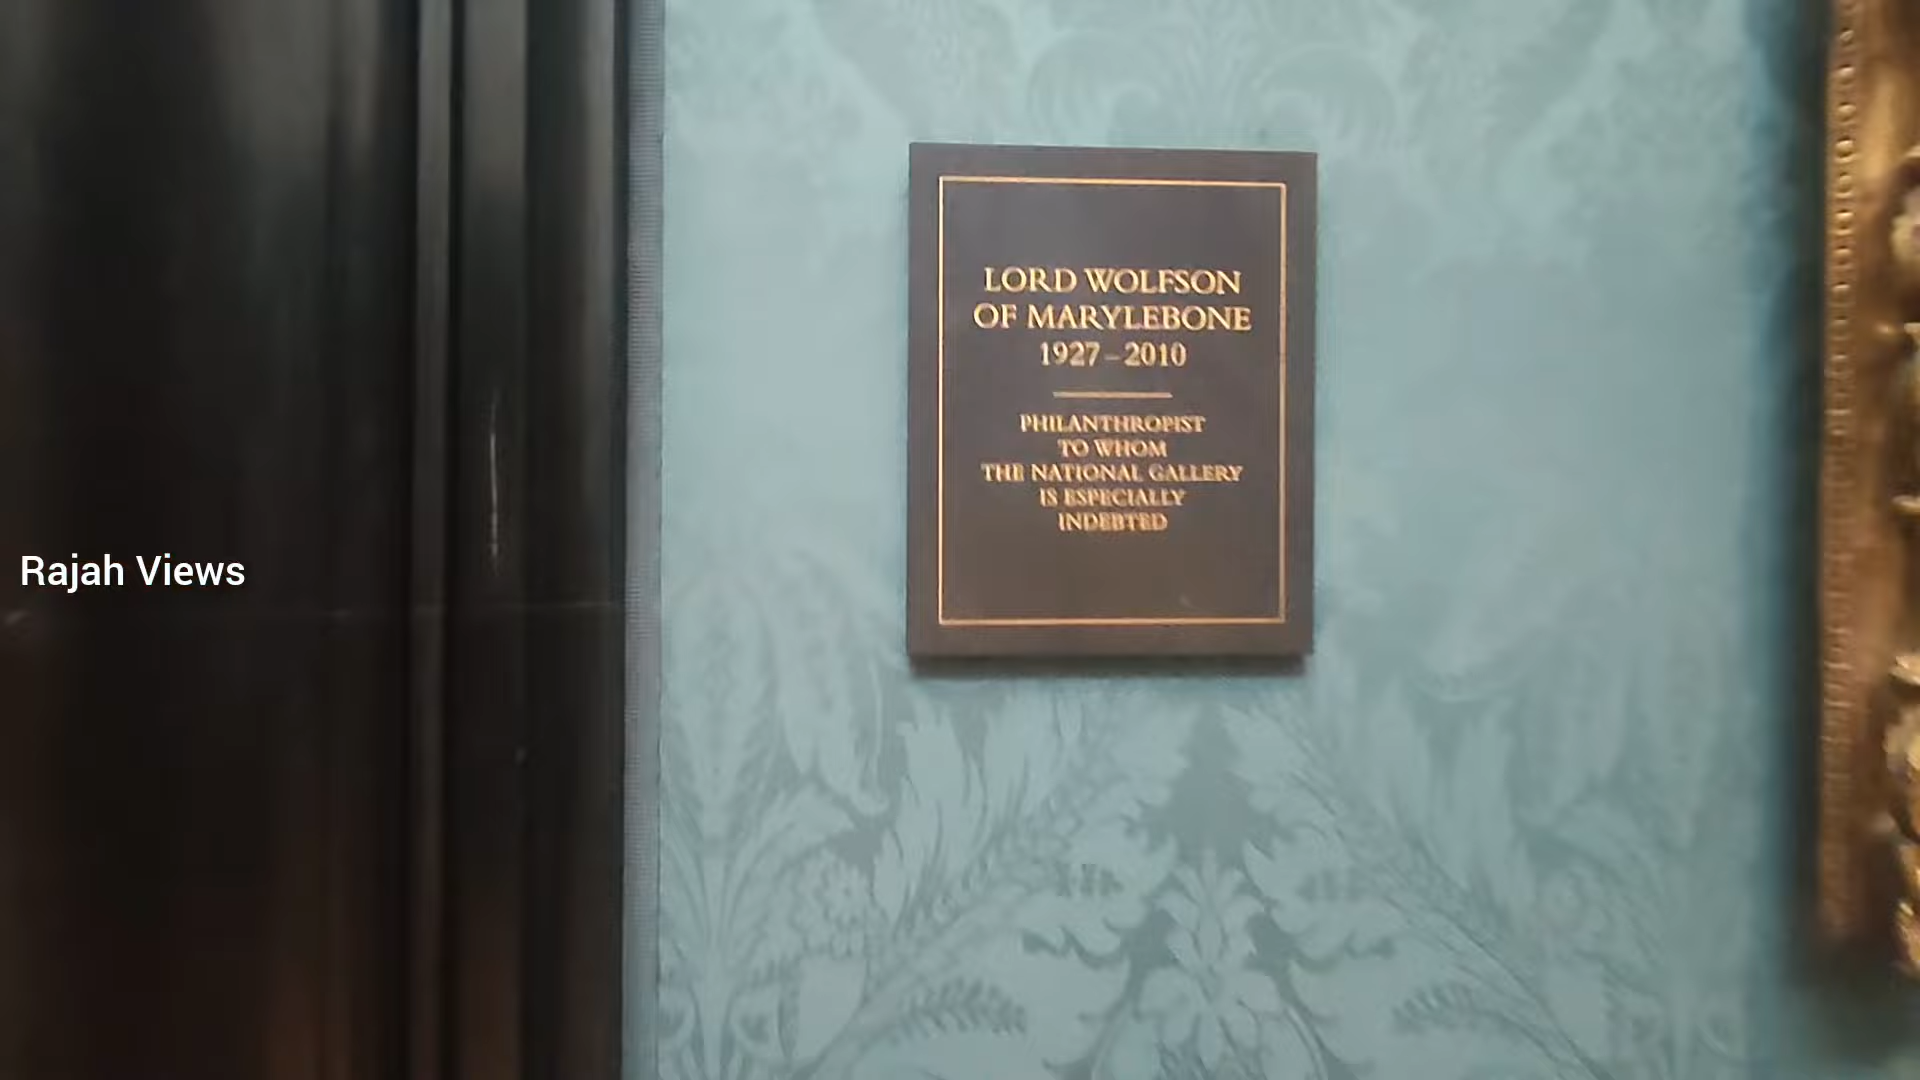 LORD WOLFSON
OF MARYLEBONE
1927–2010
PHILANTHROPIST
TO WHOM
THE NATIONAL GALLERY
IS ESPECIALLY
INDEBTED
Rajah Views